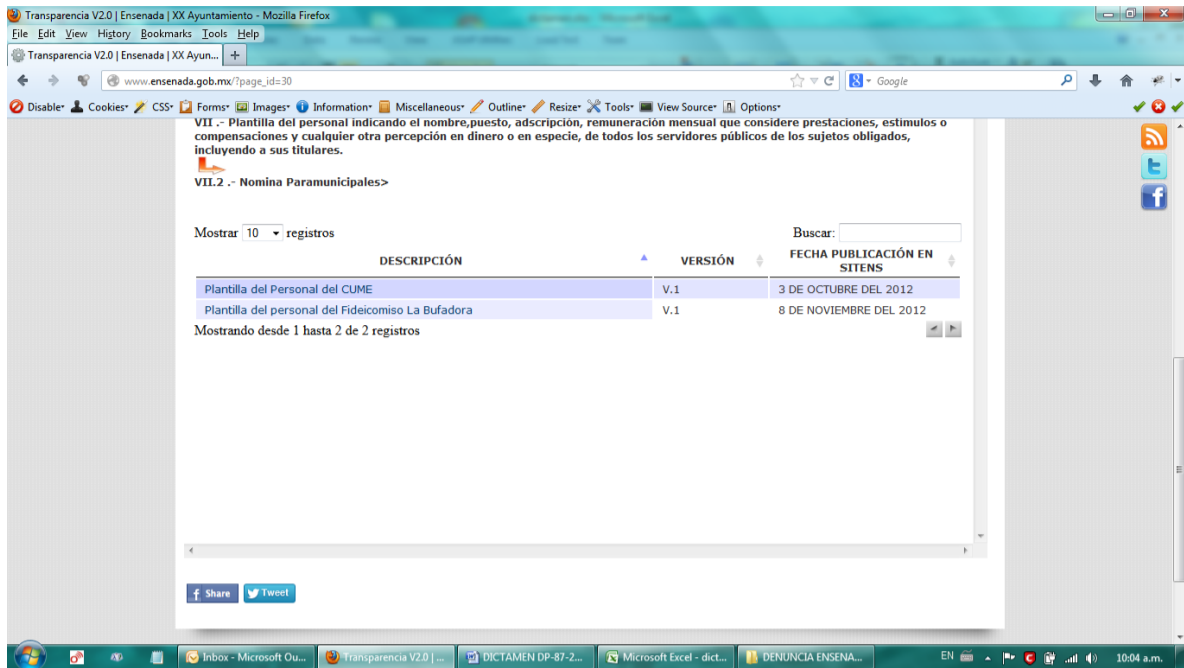 Transparencia V2.0 | Ensenada | XX Ayuntamiento - Mozilla Firefox
File Edit View History Bookmarks Tools Help
Transparencia V2.0 | Ensenada | XX Ayun... +
www.ensenada.gob.mx/?page_id=30 Google
Disable Cookies CSS Forms Images Information Miscellaneous Outline Resize Tools View Source Options
VII .- Plantilla del personal indicando el nombre,puesto, adscripción, remuneración mensual que considere prestaciones, estímulos o
compensaciones y cualquier otra percepción en dinero o en especie, de todos los servidores públicos de los sujetos obligados,
incluyendo a sus titulares.
VII.2 .- Nomina Paramunicipales>
Mostrar 10 registros Buscar:
DESCRIPCIÓN VERSIÓN FECHA PUBLICACIÓN EN
SITENS
Plantilla del Personal del CUME V.1 3 DE OCTUBRE DEL 2012
Plantilla del personal del Fideicomiso La Bufadora V.1 8 DE NOVIEMBRE DEL 2012
Mostrando desde 1 hasta 2 de 2 registros
Share Tweet
Inbox - Microsoft Ou... Transparencia V2.0 | ... DICTAMEN DP-87-2... Microsoft Excel - dict... DENUNCIA ENSENA... EN 10:04 a.m.